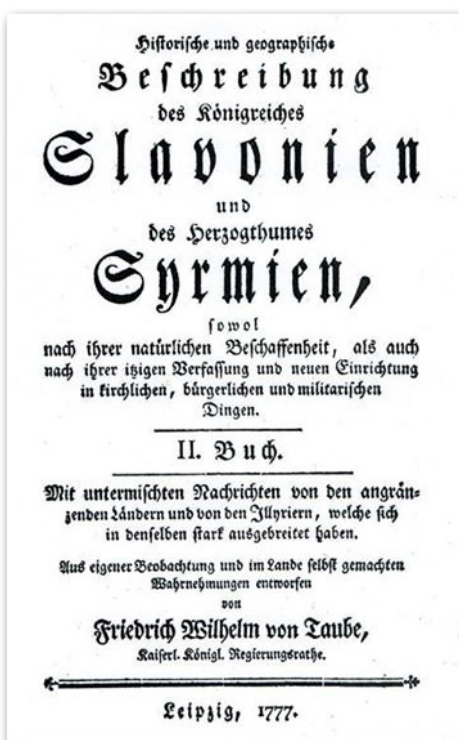 Historische und geographische
Beschreibung
des Königreiches
Slavonien
und
des Herzogthumes
Syrmien,
sowol
nach ihrer natürlichen Beschaffenheit, als auch
nach ihrer itzigen Verfassung und neuen Einrichtung
in kirchlichen, bürgerlichen und militarischen
Dingen.
II. Buch.
Mit untermischten Nachrichten von den angrän-
zenden Ländern und von den Illyriern, welche sich
in denselben stark ausgebreitet haben.
Aus eigener Beobachtung und im Lande selbst gemachten
Wahrnehmungen entworfen
von
Friedrich Wilhelm von Taube,
Kaiserl. Königl. Regierungsrathe.
Leipzig, 1777.